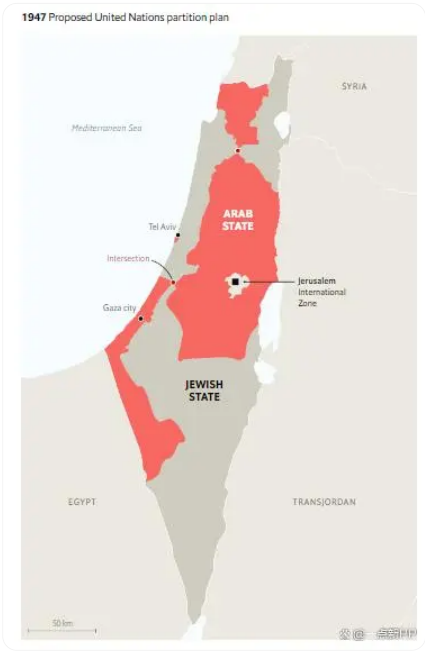 1947 Proposed United Nations partition plan
SYRIA
Mediterranean Sea
ARAB
STATE
Tel Aviv
Intersection
Jerusalem
International
Zone
Gaza city
JEWISH
STATE
EGYPT
TRANSJORDAN
50 km